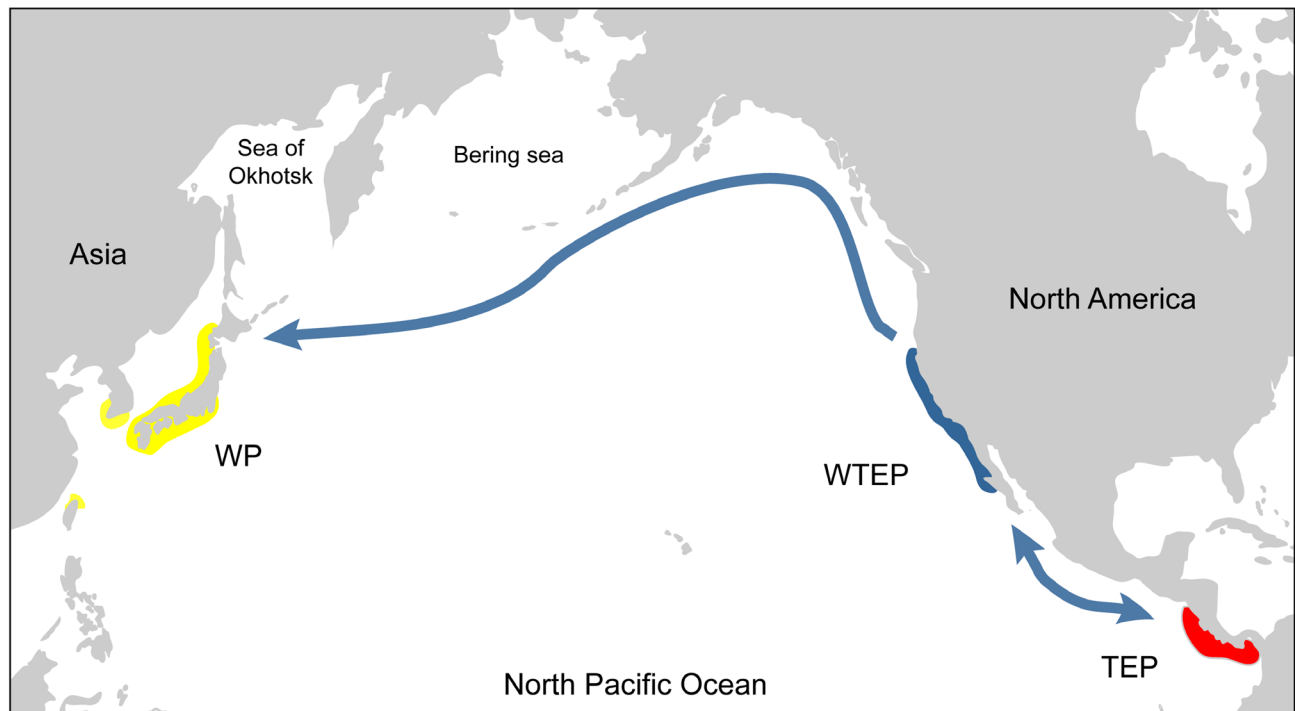 Sea of
Okhotsk
Bering sea
Asia
North America
WP
WTEP
TEP
North Pacific Ocean